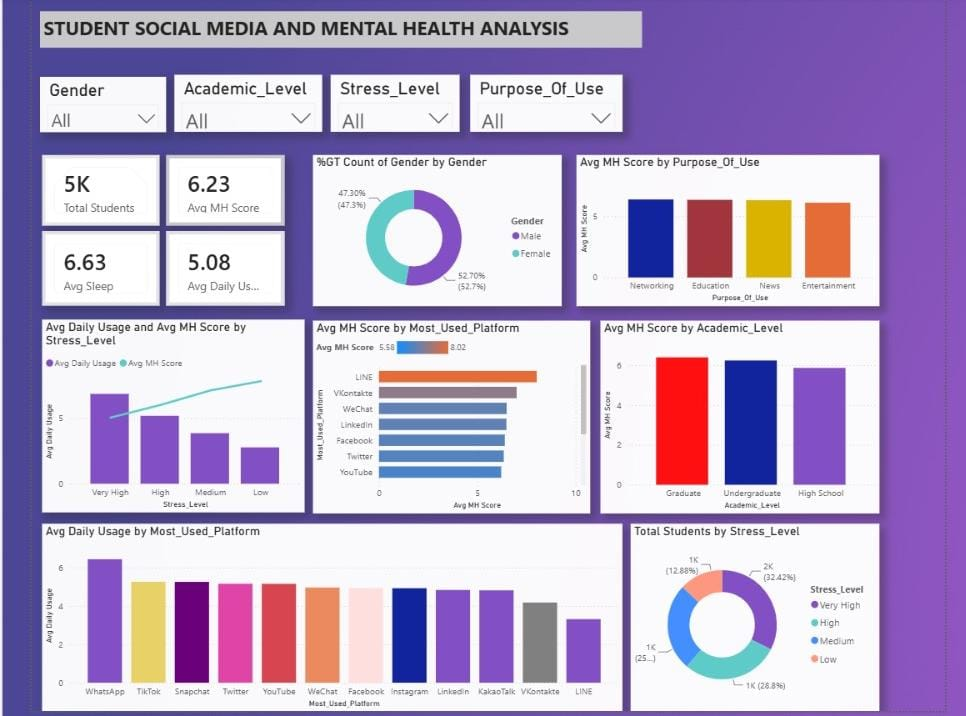 STUDENT SOCIAL MEDIA AND MENTAL HEALTH ANALYSIS
Gender
All
Academic_Level
All
Stress_Level
All
Purpose_Of_Use
All
5K
Total Students
6.23
Avg MH Score
6.63
Avg Sleep
5.08
Avg Daily Us...
%GT Count of Gender by Gender
47.30%
(47.3%)
52.70%
(52.7%)
Gender
Male
Female
Avg MH Score by Purpose_Of_Use
Avg MH Score
5
0
Networking Education News Entertainment
Purpose_Of_Use
Avg Daily Usage and Avg MH Score by
Stress_Level
Avg Daily Usage Avg MH Score
Avg Daily Usage
5
0
Very High High Medium Low
Stress_Level
Avg MH Score by Most_Used_Platform
Avg MH Score 5.58 8.02
Most_Used_Platform
LINE
VKontakte
WeChat
LinkedIn
Facebook
Twitter
YouTube
0 5 10
Avg MH Score
Avg MH Score by Academic_Level
Avg MH Score
6
4
2
0
Graduate Undergraduate High School
Academic_Level
Avg Daily Usage by Most_Used_Platform
Avg Daily Usage
6
4
2
0
WhatsApp TikTok Snapchat Twitter YouTube WeChat Facebook Instagram LinkedIn KakaoTalk VKontakte LINE
Most_Used_Platform
Total Students by Stress_Level
1K
(12.88%)
2K
(32.42%)
1K
(25...)
1K (28.8%)
Stress_Level
Very High
High
Medium
Low